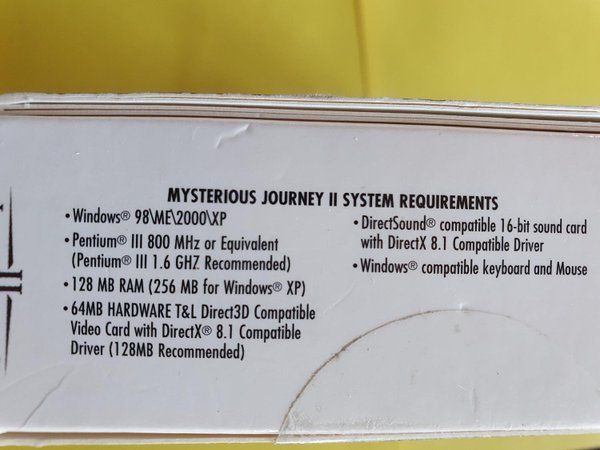 MYSTERIOUS JOURNEY II SYSTEM REQUIREMENTS
• Windows® 98\ME\2000\XP
• Pentium® III 800 MHz or Equivalent
(Pentium® III 1.6 GHZ Recommended)
• 128 MB RAM (256 MB for Windows® XP)
• 64MB HARDWARE T&L Direct3D Compatible
Video Card with DirectX® 8.1 Compatible
Driver (128MB Recommended)
• DirectSound® compatible 16-bit sound card
with DirectX 8.1 Compatible Driver
• Windows® compatible keyboard and Mouse